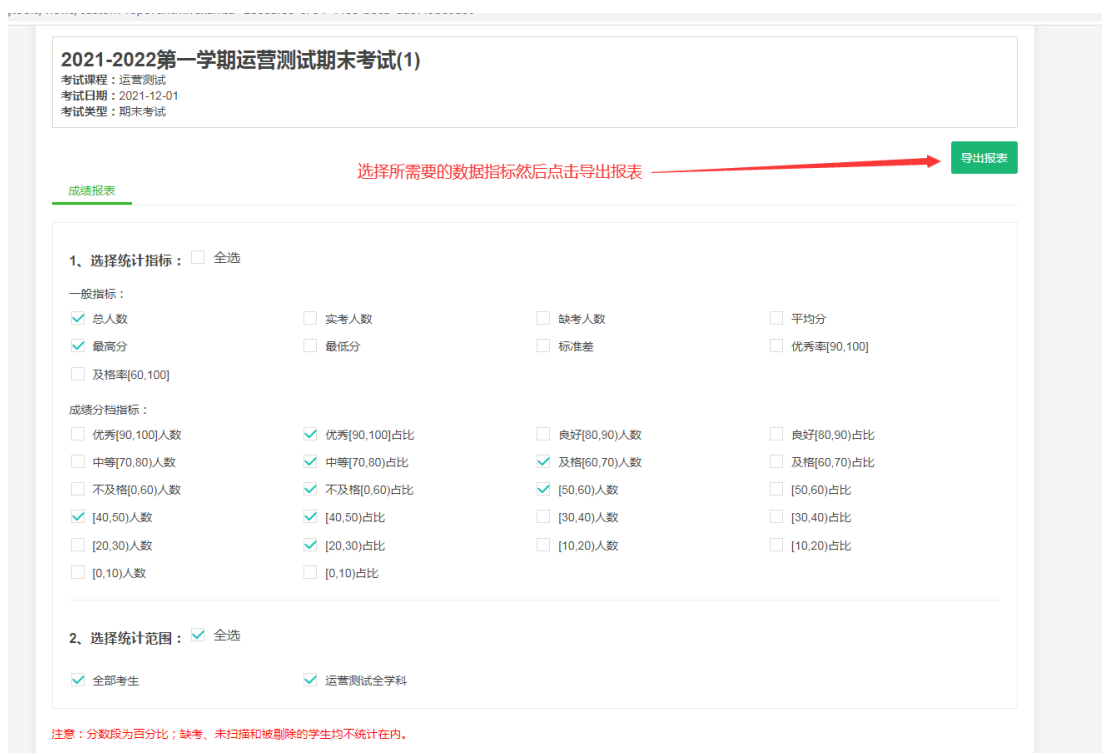 2021-2022第一学期运营测试期末考试(1)
考试课程：运营测试
考试日期：2021-12-01
考试类型：期末考试
选择所需要的数据指标然后点击导出报表
导出报表
成绩报表
1、选择统计指标： 全选
一般指标：
总人数 实考人数 缺考人数 平均分
最高分 最低分 标准差 优秀率[90,100]
及格率[60,100]
成绩分档指标：
优秀[90,100]人数 优秀[90,100]占比 良好[80,90)人数 良好[80,90)占比
中等[70,80)人数 中等[70,80)占比 及格[60,70)人数 及格[60,70)占比
不及格[0,60)人数 不及格[0,60)占比 [50,60)人数 [50,60)占比
[40,50)人数 [40,50)占比 [30,40)人数 [30,40)占比
[20,30)人数 [20,30)占比 [10,20)人数 [10,20)占比
[0,10)人数 [0,10)占比
2、选择统计范围： 全选
全部考生 运营测试全学科
注意：分数段为百分比；缺考、未扫描和被剔除的学生均不统计在内。